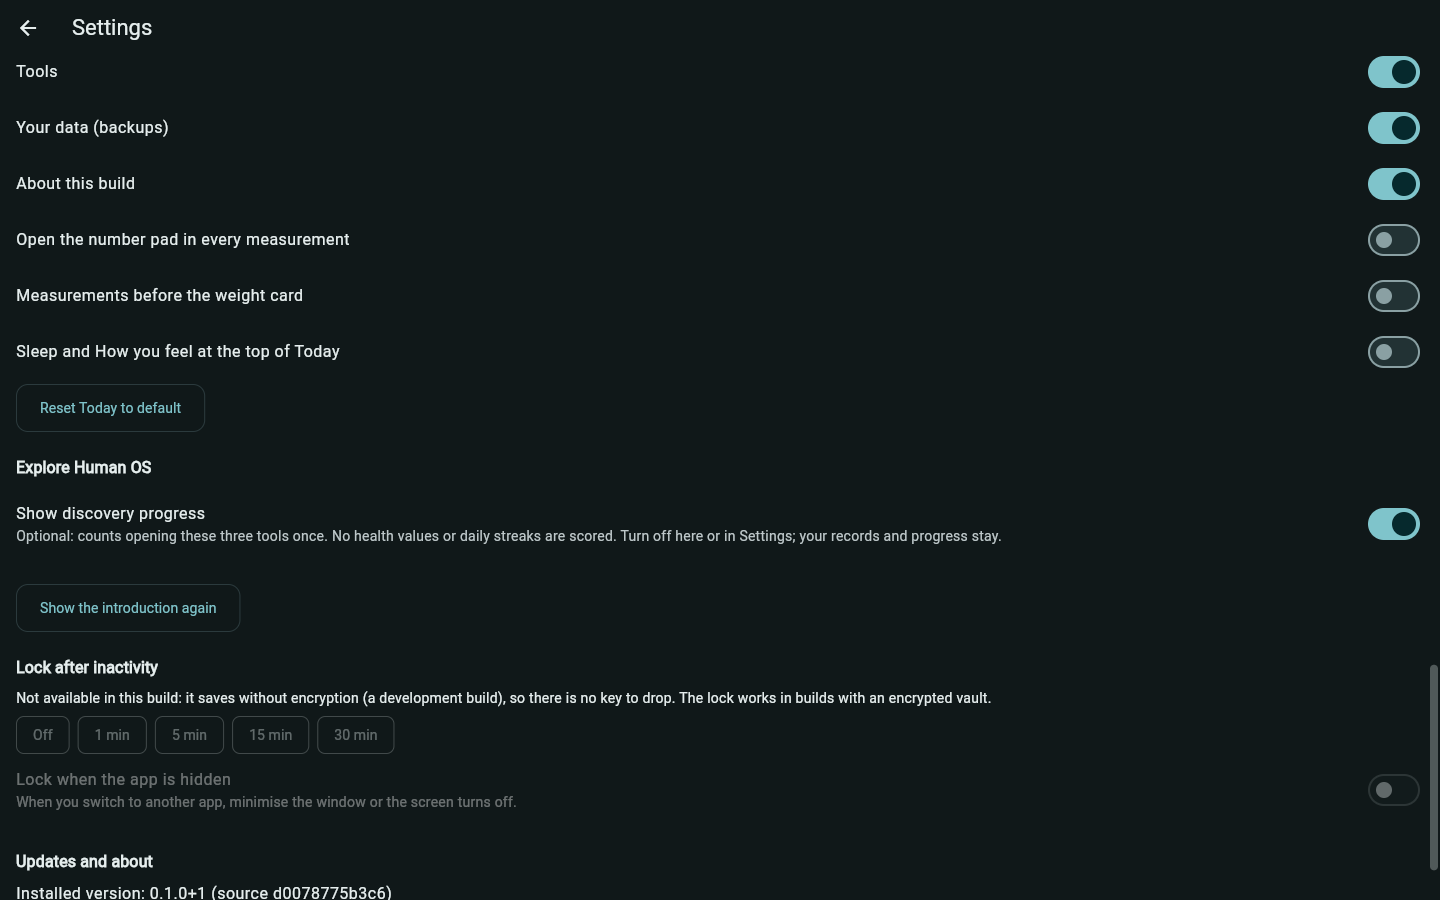 Settings
Tools
Your data (backups)
About this build
Open the number pad in every measurement
Measurements before the weight card
Sleep and How you feel at the top of Today
Reset Today to default
Explore Human OS
Show discovery progress
Optional: counts opening these three tools once. No health values or daily streaks are scored. Turn off here or in Settings; your records and progress stay.
Show the introduction again
Lock after inactivity
Not available in this build: it saves without encryption (a development build), so there is no key to drop. The lock works in builds with an encrypted vault.
Off 1 min 5 min 15 min 30 min
Lock when the app is hidden
When you switch to another app, minimise the window or the screen turns off.
Updates and about
Installed version: 0.1.0+1 (source d0078775b3c6)